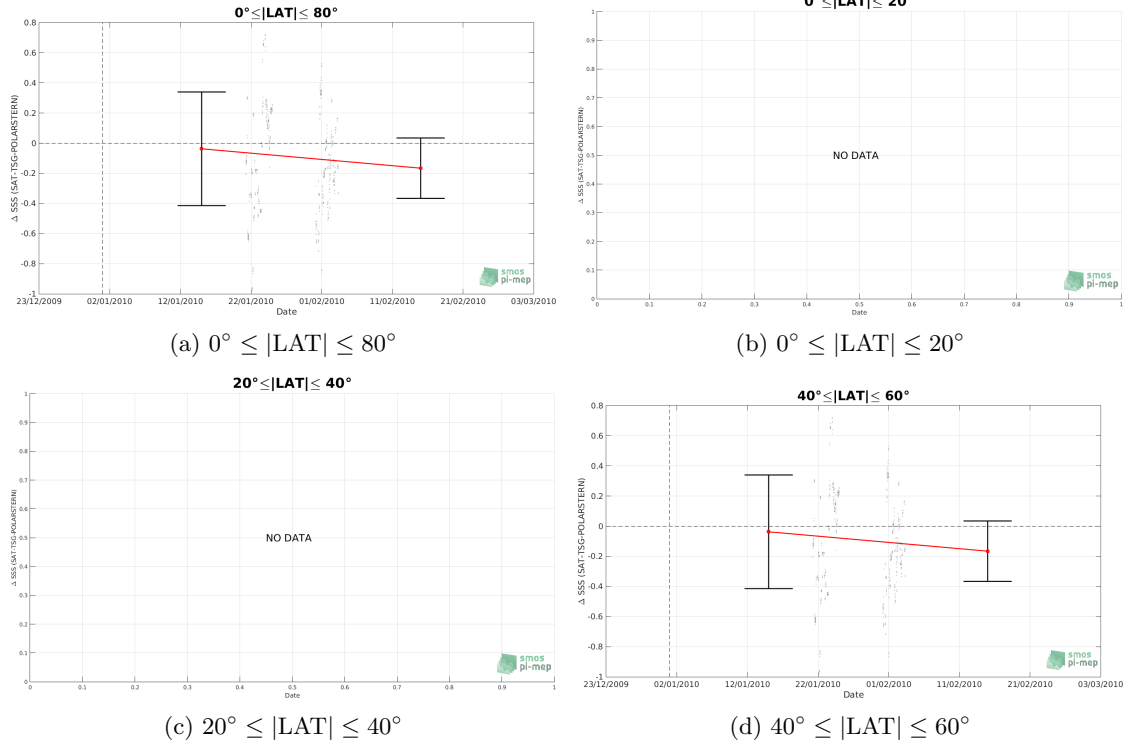 0°≤|LAT|≤ 80°
0.8
0.6
0.4
0.2
0
-0.2
-0.4
-0.6
-0.8
-1
Δ SSS (SAT-TSG-POLARSTERN)
23/12/2009 02/01/2010 12/01/2010 22/01/2010 01/02/2010 11/02/2010 21/02/2010 03/03/2010
Date
smos
pi-mep
(a) 0° ≤ |LAT| ≤ 80°
0°≤|LAT|≤ 20°
1
0.9
0.8
0.7
0.6
0.5
0.4
0.3
0.2
0.1
0
Δ SSS (SAT-TSG-POLARSTERN)
NO DATA
0 0.1 0.2 0.3 0.4 0.5 0.6 0.7 0.8 0.9 1
Date
smos
pi-mep
(b) 0° ≤ |LAT| ≤ 20°
20°≤|LAT|≤ 40°
1
0.9
0.8
0.7
0.6
0.5
0.4
0.3
0.2
0.1
0
Δ SSS (SAT-TSG-POLARSTERN)
NO DATA
0 0.1 0.2 0.3 0.4 0.5 0.6 0.7 0.8 0.9 1
Date
smos
pi-mep
(c) 20° ≤ |LAT| ≤ 40°
40°≤|LAT|≤ 60°
0.8
0.6
0.4
0.2
0
-0.2
-0.4
-0.6
-0.8
-1
Δ SSS (SAT-TSG-POLARSTERN)
23/12/2009 02/01/2010 12/01/2010 22/01/2010 01/02/2010 11/02/2010 21/02/2010 03/03/2010
Date
smos
pi-mep
(d) 40° ≤ |LAT| ≤ 60°